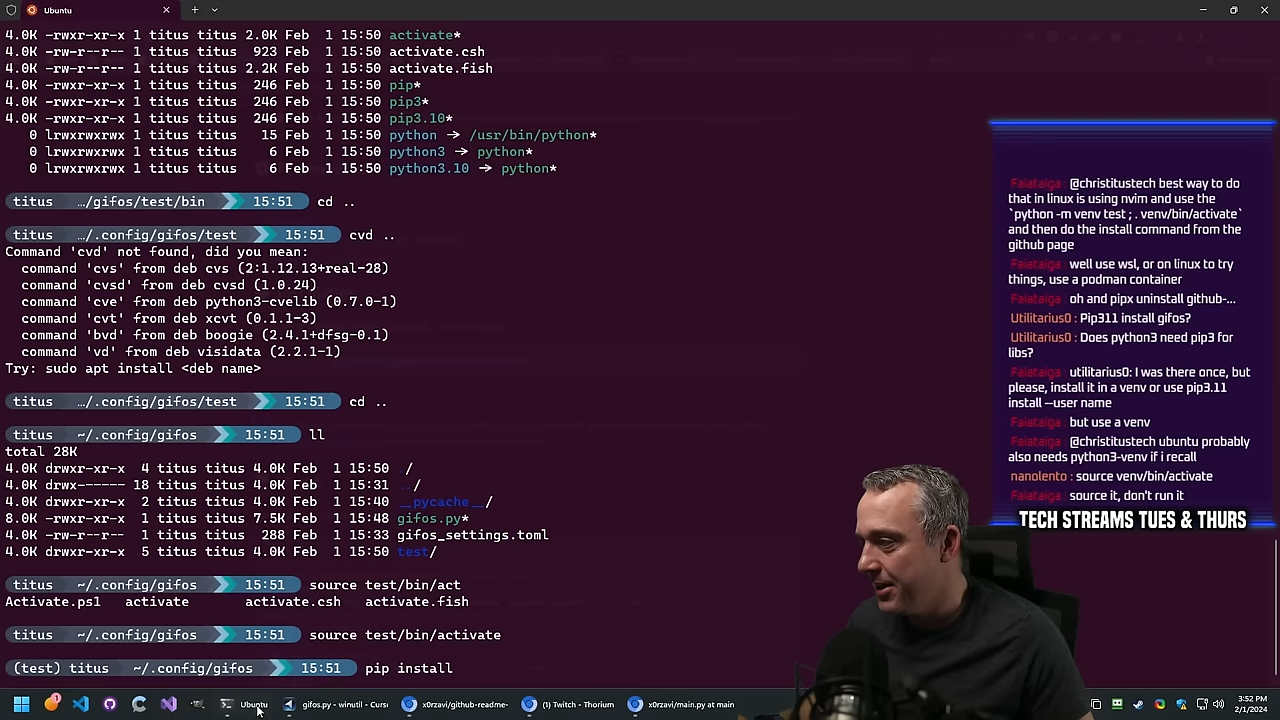 Ubuntu
4.0K -rwxr-xr-x 1 titus titus 2.0K Feb  1 15:50 activate*
4.0K -rw-r--r-- 1 titus titus  923 Feb  1 15:50 activate.csh
4.0K -rw-r--r-- 1 titus titus 2.2K Feb  1 15:50 activate.fish
4.0K -rwxr-xr-x 1 titus titus  246 Feb  1 15:50 pip*
4.0K -rwxr-xr-x 1 titus titus  246 Feb  1 15:50 pip3*
4.0K -rwxr-xr-x 1 titus titus  246 Feb  1 15:50 pip3.10*
0 lrwxrwxrwx 1 titus titus   15 Feb  1 15:50 python -> /usr/bin/python*
0 lrwxrwxrwx 1 titus titus    6 Feb  1 15:50 python3 -> python*
0 lrwxrwxrwx 1 titus titus    6 Feb  1 15:50 python3.10 -> python*
titus …/gifos/test/bin 15:51 cd ..
titus …/.config/gifos/test 15:51 cvd ..
Command 'cvd' not found, did you mean:
command 'cvs' from deb cvs (2:1.12.13+real-28)
command 'cvsd' from deb cvsd (1.0.24)
command 'cve' from deb python3-cvelib (0.7.0-1)
command 'cvt' from deb xcvt (0.1.1-3)
command 'bvd' from deb boogie (2.4.1+dfsg-0.1)
command 'vd' from deb visidata (2.2.1-1)
Try: sudo apt install <deb name>
titus …/.config/gifos/test 15:51 cd ..
titus ~/.config/gifos 15:51 ll
total 28K
4.0K drwxr-xr-x  4 titus titus 4.0K Feb  1 15:50 ./
4.0K drwx------ 18 titus titus 4.0K Feb  1 15:31 ../
4.0K drwxr-xr-x  2 titus titus 4.0K Feb  1 15:40 __pycache__/
8.0K -rwxr-xr-x  1 titus titus 7.5K Feb  1 15:48 gifos.py*
4.0K -rw-r--r--  1 titus titus  288 Feb  1 15:33 gifos_settings.toml
4.0K drwxr-xr-x  5 titus titus 4.0K Feb  1 15:50 test/
titus ~/.config/gifos 15:51 source test/bin/act
Activate.ps1 activate activate.csh activate.fish
titus ~/.config/gifos 15:51 source test/bin/activate
(test) titus ~/.config/gifos 15:51 pip install
Faiataiga @christitustech best way to do
that in linux is using nvim and use the
`python -m venv test ; . venv/bin/activate`
and then do the install command from the
github page
Faiataiga well use wsl, or on linux to try
things, use a podman container
Faiataiga oh and pipx uninstall github-...
Utilitarius0 : Pip311 install gifos?
Utilitarius0 : Does python3 need pip3 for
libs?
Faiataiga utilitarius0: I was there once, but
please, install it in a venv or use pip3.11
install --user name
Faiataiga but use a venv
Faiataiga @christitustech ubuntu probably
also needs python3-venv if i recall
nanolento : source venv/bin/activate
Faiataiga source it, don't run it
TECH STREAMS TUES & THURS
Ubuntu
gifos.py - winutil - Curs
x0rzavi/github-readme-
(1) Twitch - Thorium
x0rzavi/main.py at main
3:52 PM
2/1/2024